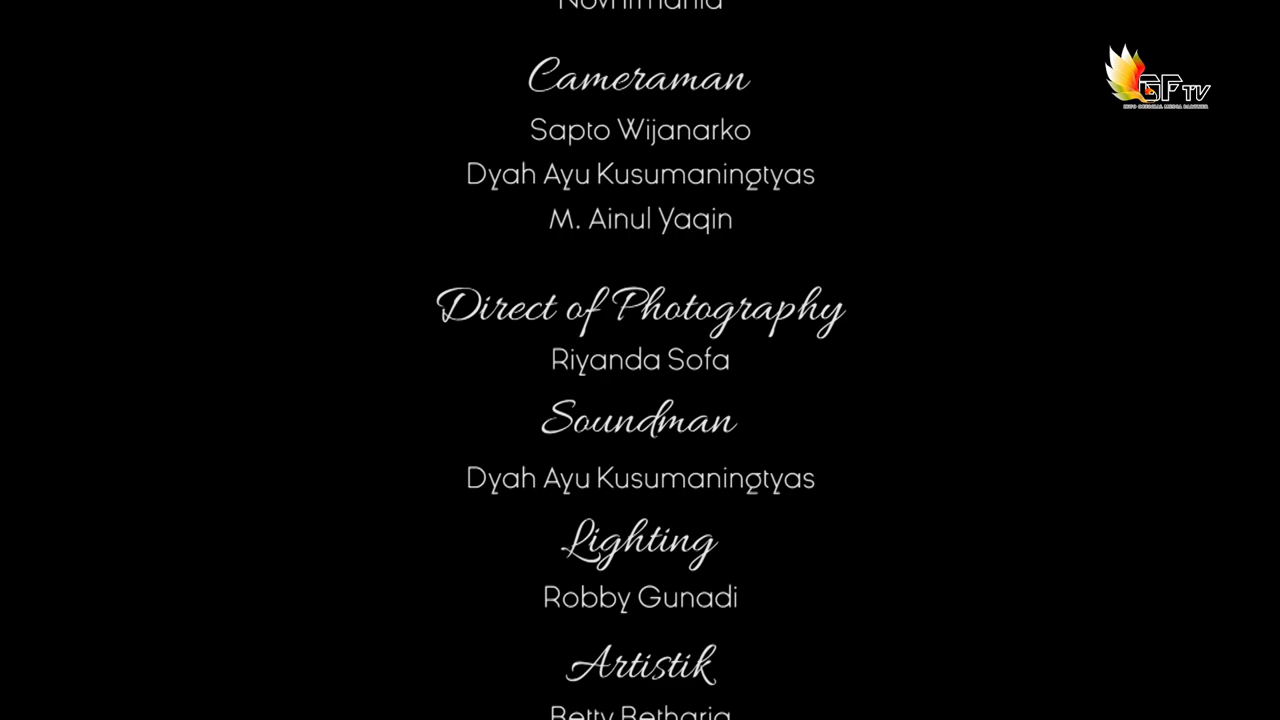 Cameraman
Sapto Wijanarko
Dyah Ayu Kusumaningtyas
M. Ainul Yaqin
Direct of Photography
Riyanda Sofa
Soundman
Dyah Ayu Kusumaningtyas
Lighting
Robby Gunadi
Artistik
GFTV